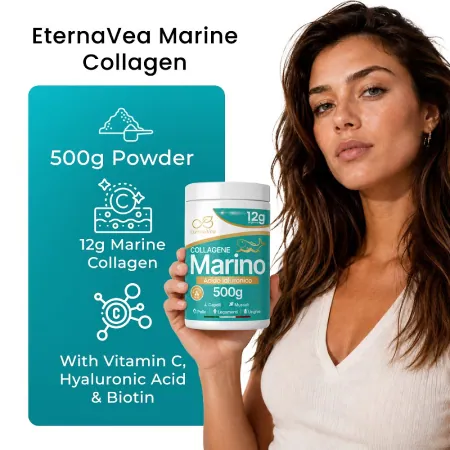 EternaVea Marine
Collagen
500g Powder
C
12g Marine
Collagen
C
With Vitamin C,
Hyaluronic Acid
& Biotin
12g
COLLAGENE
Marino
Acido Ialuronico
500g